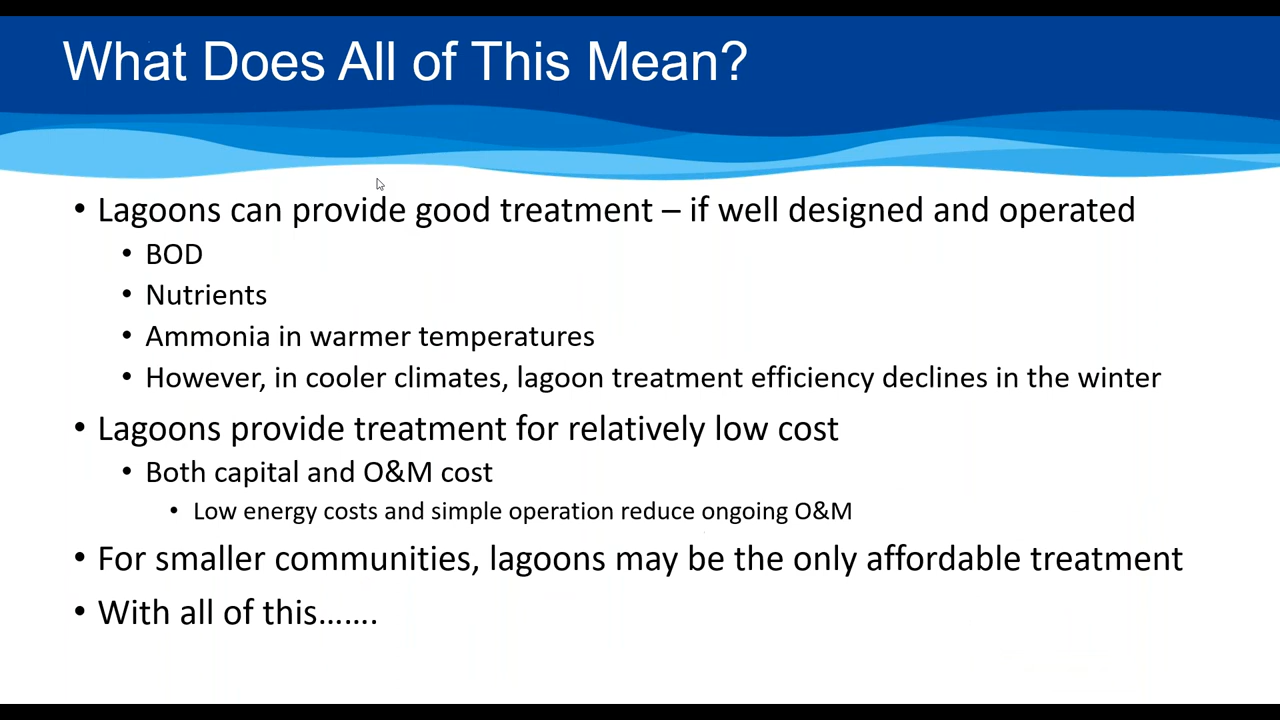 What Does All of This Mean?
• Lagoons can provide good treatment – if well designed and operated
• BOD
• Nutrients
• Ammonia in warmer temperatures
• However, in cooler climates, lagoon treatment efficiency declines in the winter
• Lagoons provide treatment for relatively low cost
• Both capital and O&M cost
• Low energy costs and simple operation reduce ongoing O&M
• For smaller communities, lagoons may be the only affordable treatment
• With all of this…….